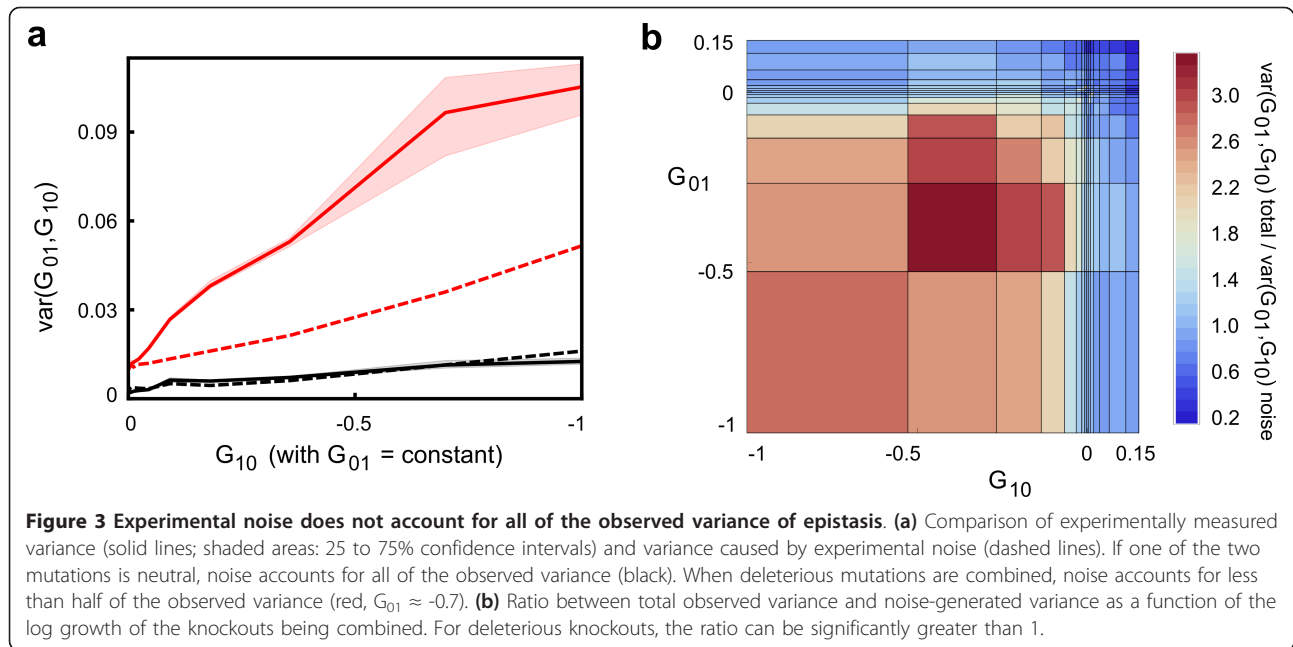 a
var(G01,G10)
0.09
0.06
0.03
0
0
-0.5
-1
G10 (with G01 = constant)
b
0.15
0
G01
-0.5
-1
-1
-0.5
0
0.15
G10
3.0
2.6
2.2
1.8
1.4
1.0
0.6
0.2
var(G01,G10) total / var(G01,G10) noise
Figure 3 Experimental noise does not account for all of the observed variance of epistasis. (a) Comparison of experimentally measured
variance (solid lines; shaded areas: 25 to 75% confidence intervals) and variance caused by experimental noise (dashed lines). If one of the two
mutations is neutral, noise accounts for all of the observed variance (black). When deleterious mutations are combined, noise accounts for less
than half of the observed variance (red, G01 ≈ -0.7). (b) Ratio between total observed variance and noise-generated variance as a function of the
log growth of the knockouts being combined. For deleterious knockouts, the ratio can be significantly greater than 1.